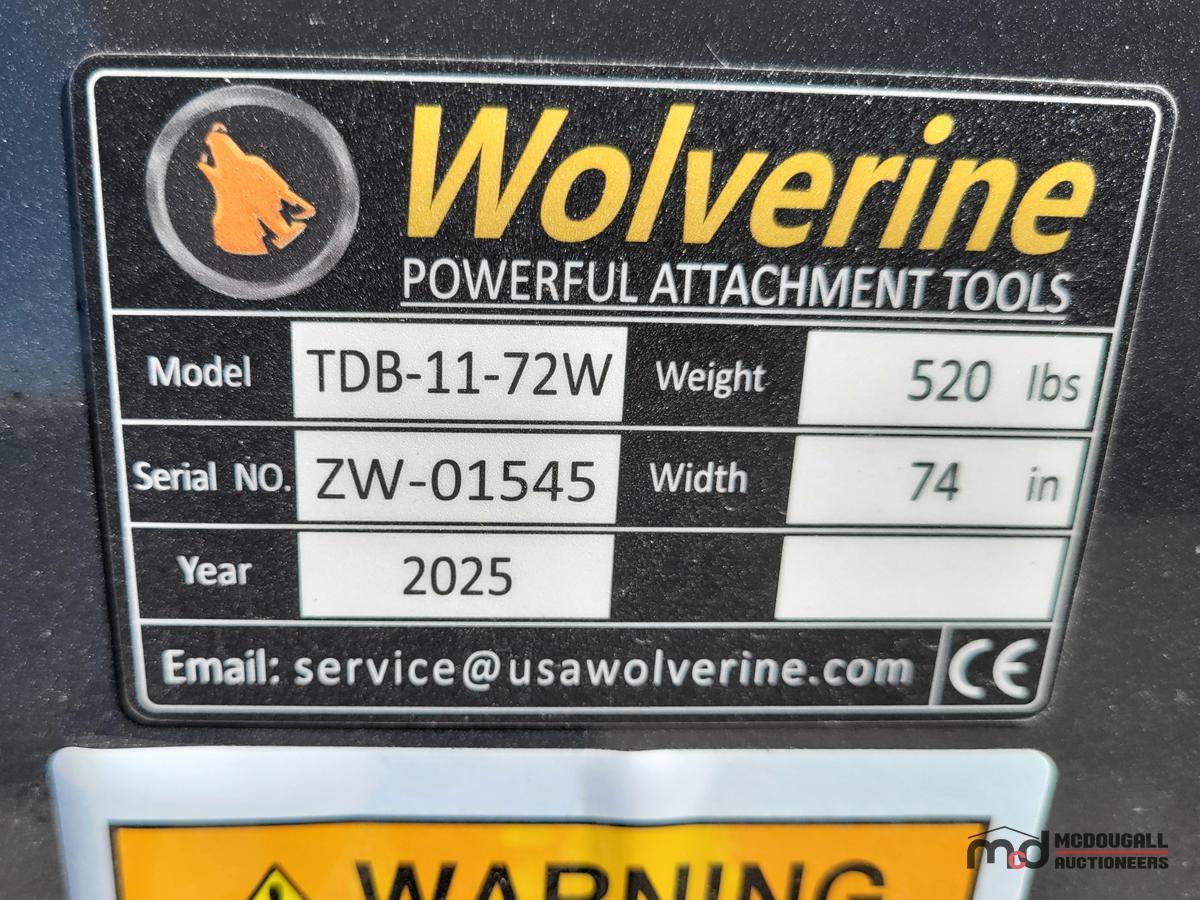 Wolverine
POWERFUL ATTACHMENT TOOLS
Model TDB-11-72W Weight 520 lbs
Serial NO. ZW-01545 Width 74 in
Year 2025
Email: service@usawolverine.com CE
WARNING
mcd MCDOUGALL
AUCTIONEERS